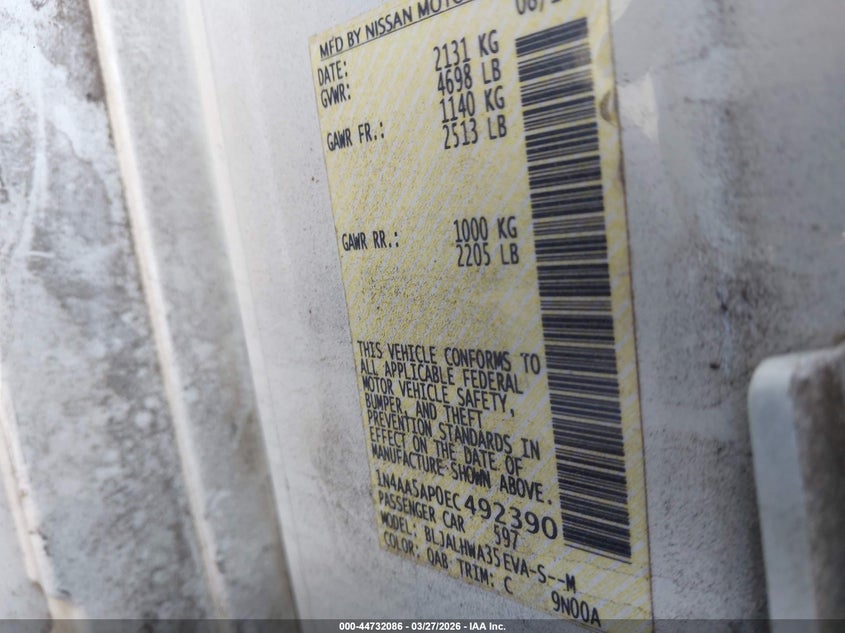 MFD BY NISSAN MOTOR
DATE:
GVWR: 2131 KG
4698 LB
GAWR FR.: 1140 KG
2513 LB
GAWR RR.: 1000 KG
2205 LB
THIS VEHICLE CONFORMS TO
ALL APPLICABLE FEDERAL
MOTOR VEHICLE SAFETY,
BUMPER, AND THEFT
PREVENTION STANDARDS IN
EFFECT ON THE DATE OF
MANUFACTURE SHOWN ABOVE.
1N4AA5AP0EC492390
PASSENGER CAR 597
MODEL: BLJALHWA35EVA-S--M
COLOR: QAB TRIM: C 9N00A
000-44732086 - 03/27/2026 - IAA Inc.